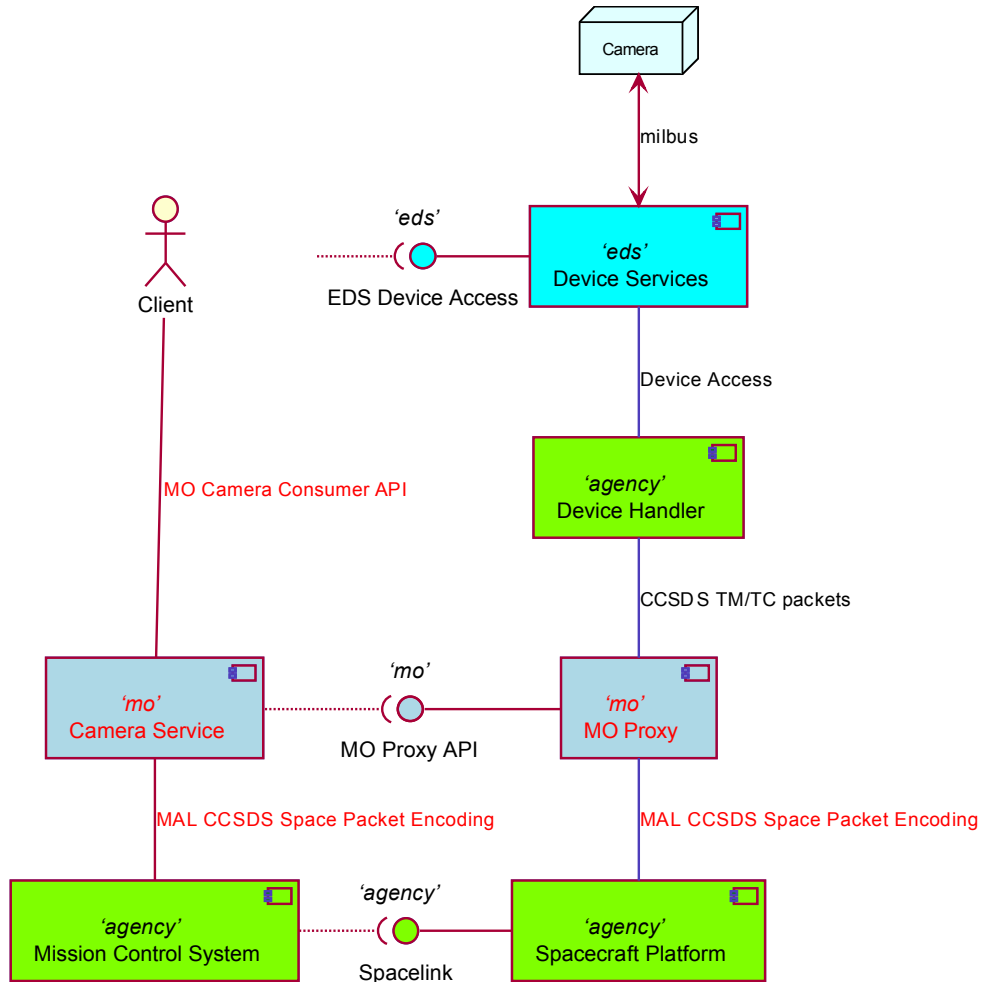 Camera
milbus
‘eds’
‘eds’
Device Services
EDS Device Access
Client
Device Access
‘agency’
Device Handler
MO Camera Consumer API
CCSDS TM/TC packets
‘mo’
‘mo’
Camera Service
‘mo’
MO Proxy
MO Proxy API
MAL CCSDS Space Packet Encoding
MAL CCSDS Space Packet Encoding
‘agency’
‘agency’
Mission Control System
‘agency’
Spacecraft Platform
Spacelink